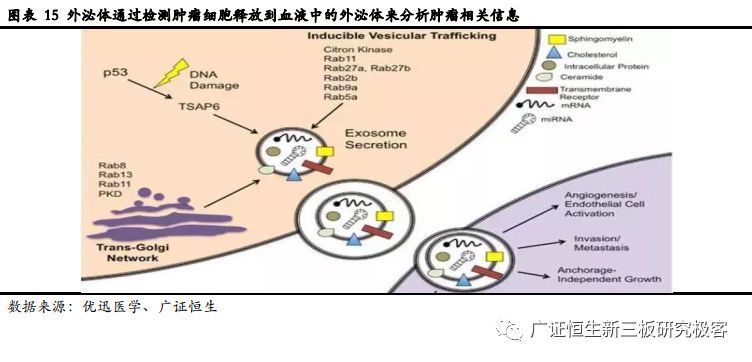 图表 15 外泌体通过检测肿瘤细胞释放到血液中的外泌体来分析肿瘤相关信息
Inducible Vesicular Trafficking
Citron Kinase
Rab11
Rab27a, Rab27b
Rab2b
Rab9a
Rab5a
p53
DNA
Damage
TSAP6
Exosome
Secretion
Rab8
Rab13
Rab11
PKD
Trans-Golgi
Network
Sphingomyelin
Cholesterol
Intracellular Protein
Ceramide
Transmembrane
Receptor
mRNA
miRNA
Angiogenesis/
Endothelial Cell
Activation
Invasion/
Metastasis
Anchorage-
Independent Growth
数据来源：优迅医学、广证恒生
广证恒生新三板研究极客